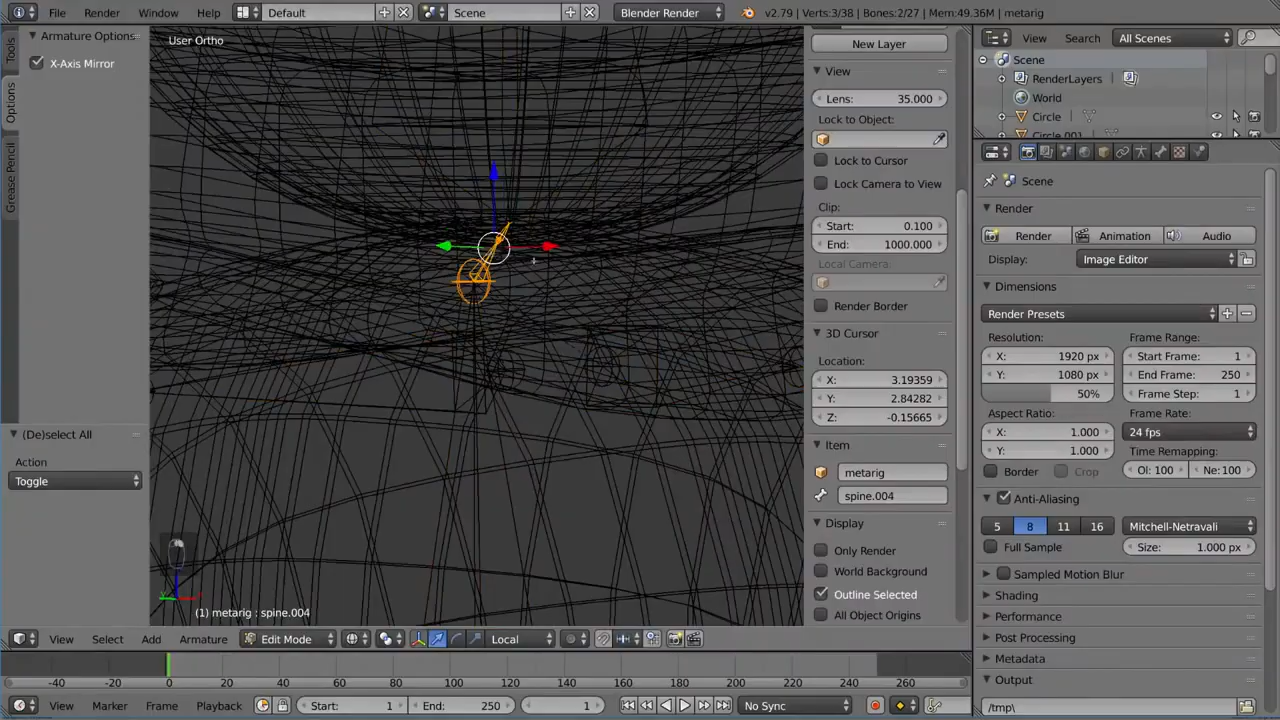 File Render Window Help Default Scene Blender Render v2.79 | Verts:3/38 | Bones:2/27 | Mem:49.36M | metarig
User Ortho
Tools
Options
Grease Pencil
Armature Options
X-Axis Mirror
(De)select All
Action
Toggle
(1) metarig : spine.004
New Layer
View
Lens: 35.000
Lock to Object:
Lock to Cursor
Lock Camera to View
Clip:
Start: 0.100
End: 1000.000
Local Camera:
Render Border
3D Cursor
Location:
X: 3.19359
Y: 2.84282
Z: -0.15665
Item
metarig
spine.004
Display
Only Render
World Background
Outline Selected
All Object Origins
View Search All Scenes
Scene
RenderLayers
World
Circle
Circle.001
Scene
Render
Render Animation Audio
Display: Image Editor
Dimensions
Render Presets
Resolution: Frame Range:
X: 1920 px Start Frame: 1
Y: 1080 px End Frame: 250
50% Frame Step: 1
Aspect Ratio: Frame Rate:
X: 1.000 24 fps
Y: 1.000 Time Remapping:
Border Crop Ol: 100 Ne: 100
Anti-Aliasing
5 8 11 16 Mitchell-Netravali
Full Sample Size: 1.000 px
Sampled Motion Blur
Shading
Performance
Post Processing
Metadata
Output
/tmp\
View Select Add Armature Edit Mode Local
-40 -20 0 20 40 60 80 100 120 140 160 180 200 220 240 260
View Marker Frame Playback Start: 1 End: 250 1 No Sync